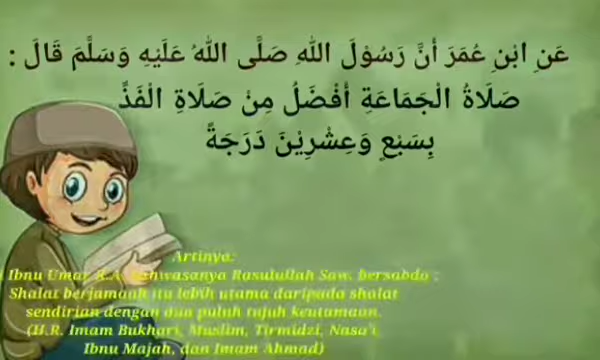 عَنِ ابْنِ عُمَرَ أَنَّ رَسُوْلَ اللهِ صَلَّى اللهُ عَلَيْهِ وَسَلَّمَ قَالَ :
صَلَاةُ الْجَمَاعَةِ أَفْضَلُ مِنْ صَلَاةِ الْفَذِّ
بِسَبْعٍ وَعِشْرِيْنَ دَرَجَةً
Artinya:
Ibnu Umar R.A. bahwasanya Rasulullah Saw. bersabda :
Shalat berjamaah itu lebih utama daripada shalat
sendirian dengan dua puluh tujuh keutamaan.
(H.R. Imam Bukhari, Muslim, Tirmidzi, Nasa'i,
Ibnu Majah, dan Imam Ahmad)